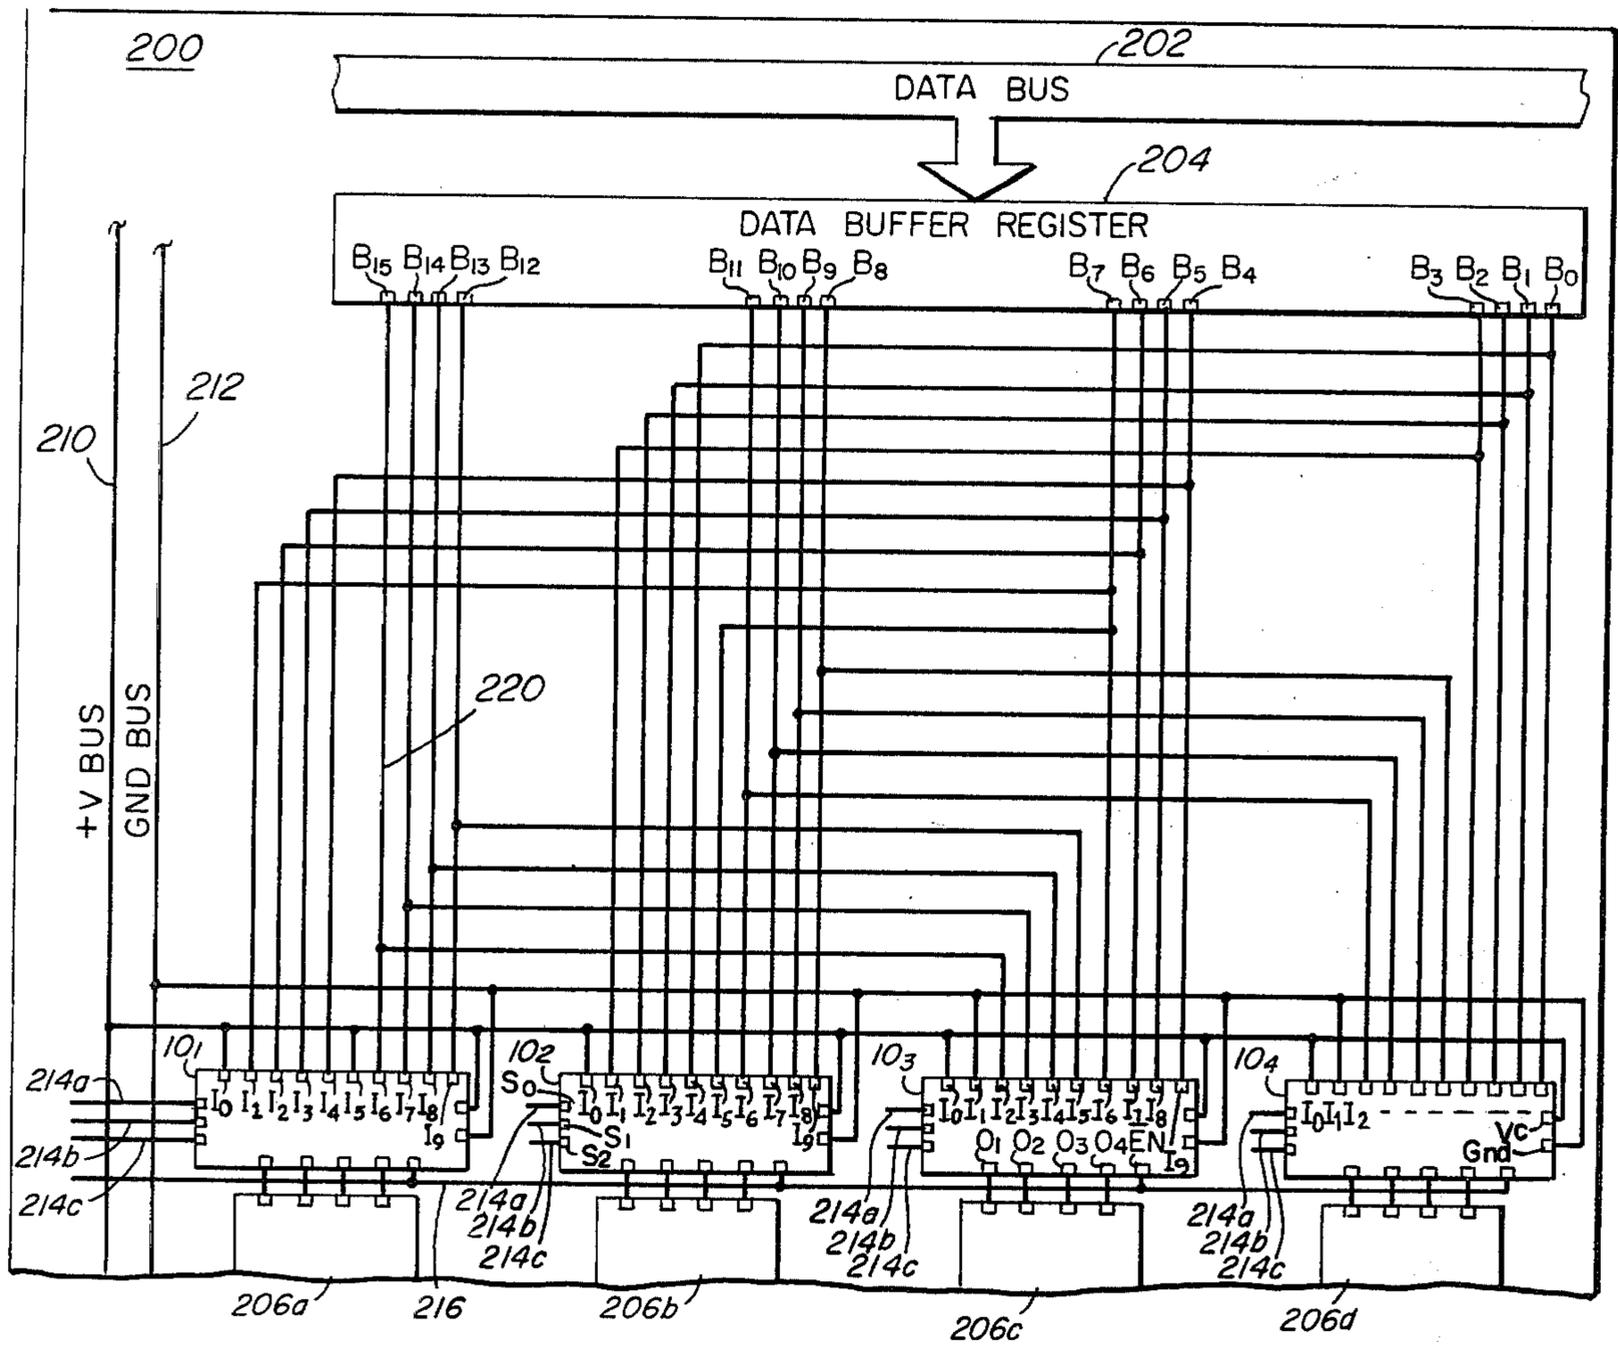 200
202
DATA BUS
204
DATA BUFFER REGISTER
B15 B14 B13 B12 B11 B10 B9 B8 B7 B6 B5 B4 B3 B2 B1 B0
212
210
220
+V BUS
GND BUS
101 102 103 104
214a
214b
214c
I0 I1 I2 I3 I4 I5 I6 I7 I8
I9
S0
S1
S2
I0 I1 I2 I3 I4 I5 I6 I7 I8
I9
214a
214b
214c
I0 I1 I2 I3 I4 I5 I6 I7 I8
O1 O2 O3 O4 EN I9
214a
214b
214c
I0 I1 I2 - - - - - - -
Vc
Gnd
214a
214b
214c
206a 216 206b 206c 206d